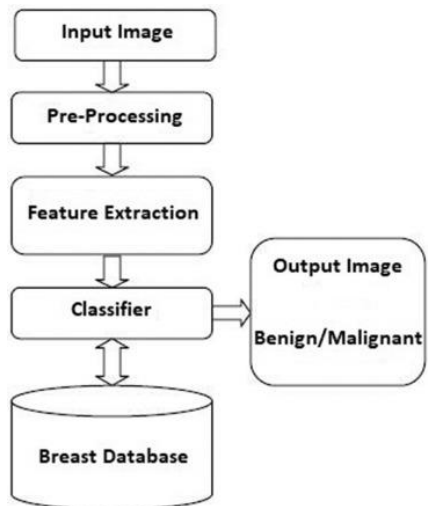 Input Image
Pre-Processing
Feature Extraction
Classifier
Output Image
Benign/Malignant
Breast Database